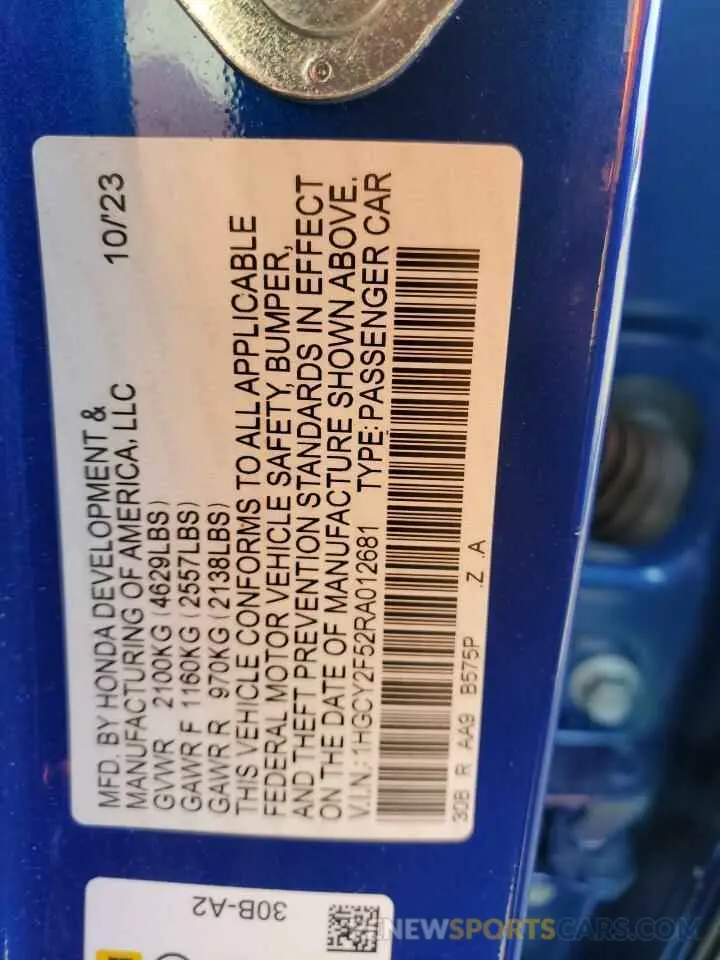 MFD. BY HONDA DEVELOPMENT & 10/'23
MANUFACTURING OF AMERICA, LLC
GVWR 2100KG (4629LBS)
GAWR F 1160KG (2557LBS)
GAWR R 970KG (2138LBS)
THIS VEHICLE CONFORMS TO ALL APPLICABLE
FEDERAL MOTOR VEHICLE SAFETY, BUMPER,
AND THEFT PREVENTION STANDARDS IN EFFECT
ON THE DATE OF MANUFACTURE SHOWN ABOVE.
V.I.N.: 1HGCY2F52RA012681 TYPE: PASSENGER CAR
30B R AA9 B575P .Z .A
30B-A2
RENEWSPORTSCARS.COM